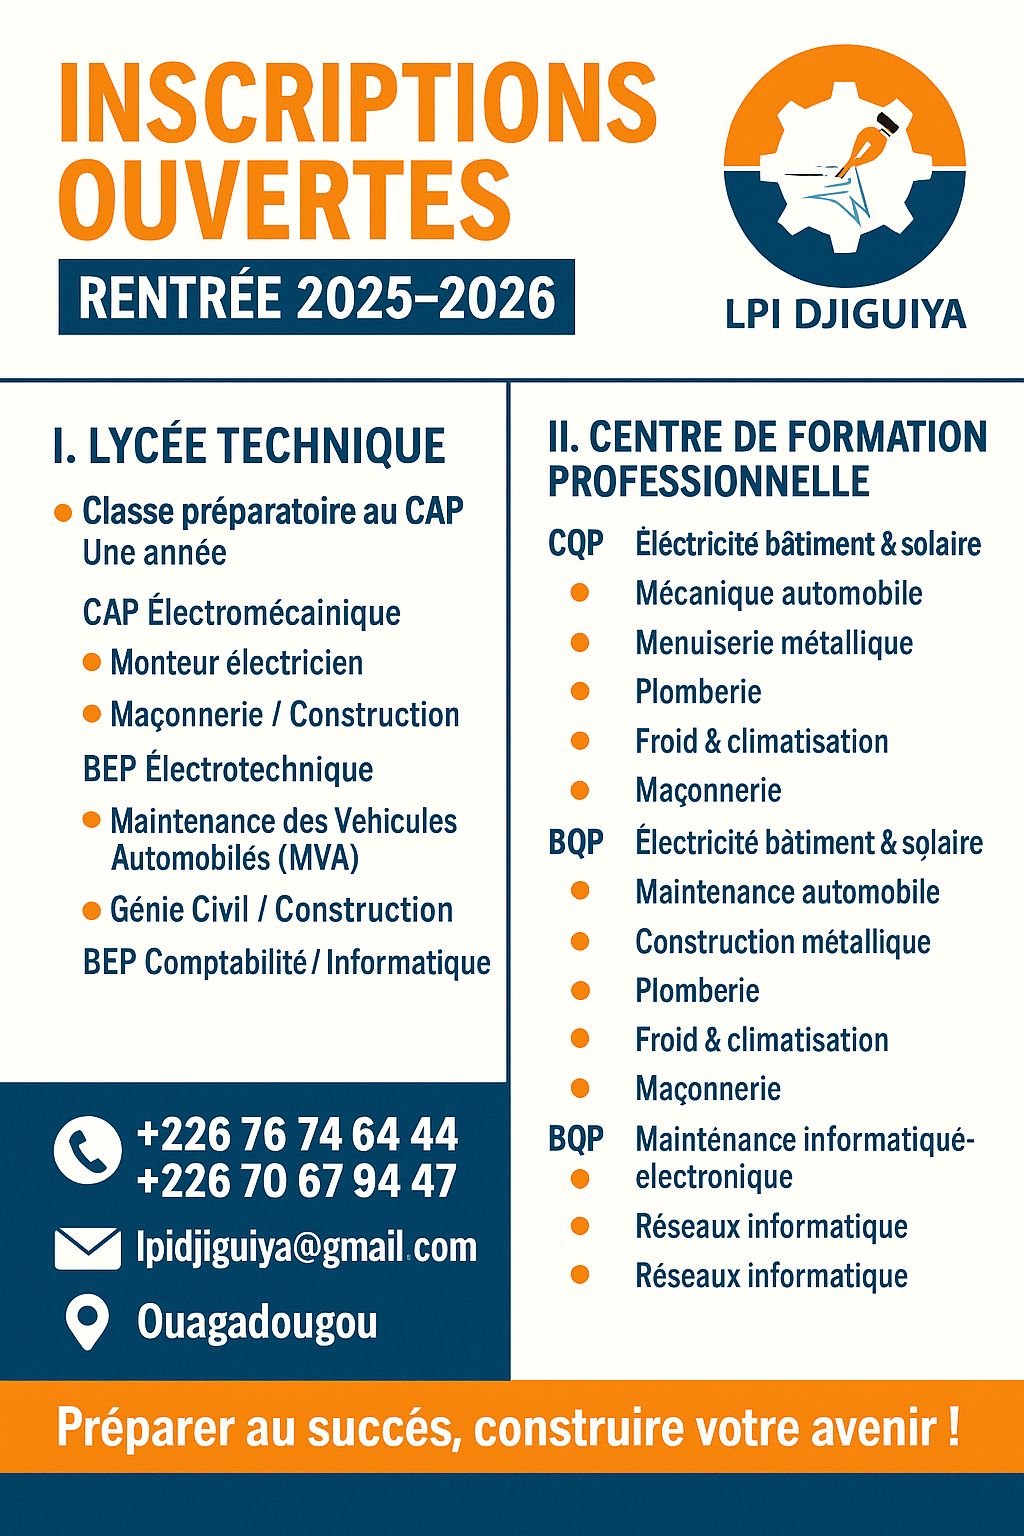 INSCRIPTIONS
OUVERTES
RENTRÉE 2025–2026
LPI DJIGUIYA
I. LYCÉE TECHNIQUE
Classe préparatoire au CAP
Une année
CAP Électromécainique
Monteur électricien
Maçonnerie / Construction
BEP Électrotechnique
Maintenance des Vehicules
Automobilés (MVA)
Génie Civil / Construction
BEP Comptabilité / Informatique
II. CENTRE DE FORMATION
PROFESSIONNELLE
CQP Éléctricité bâtiment & solaire
Mécanique automobile
Menuiserie métallique
Plomberie
Froid & climatisation
Maçonnerie
BQP Électricité bàtiment & solaire
Maintenance automobile
Construction métallique
Plomberie
Froid & climatisation
Maçonnerie
BQP Mainténance informatiqué-
electronique
Réseaux informatique
Réseaux informatique
+226 76 74 64 44
+226 70 67 94 47
lpidjiguiya@gmail.com
Ouagadougou
Préparer au succés, construire votre avenir !